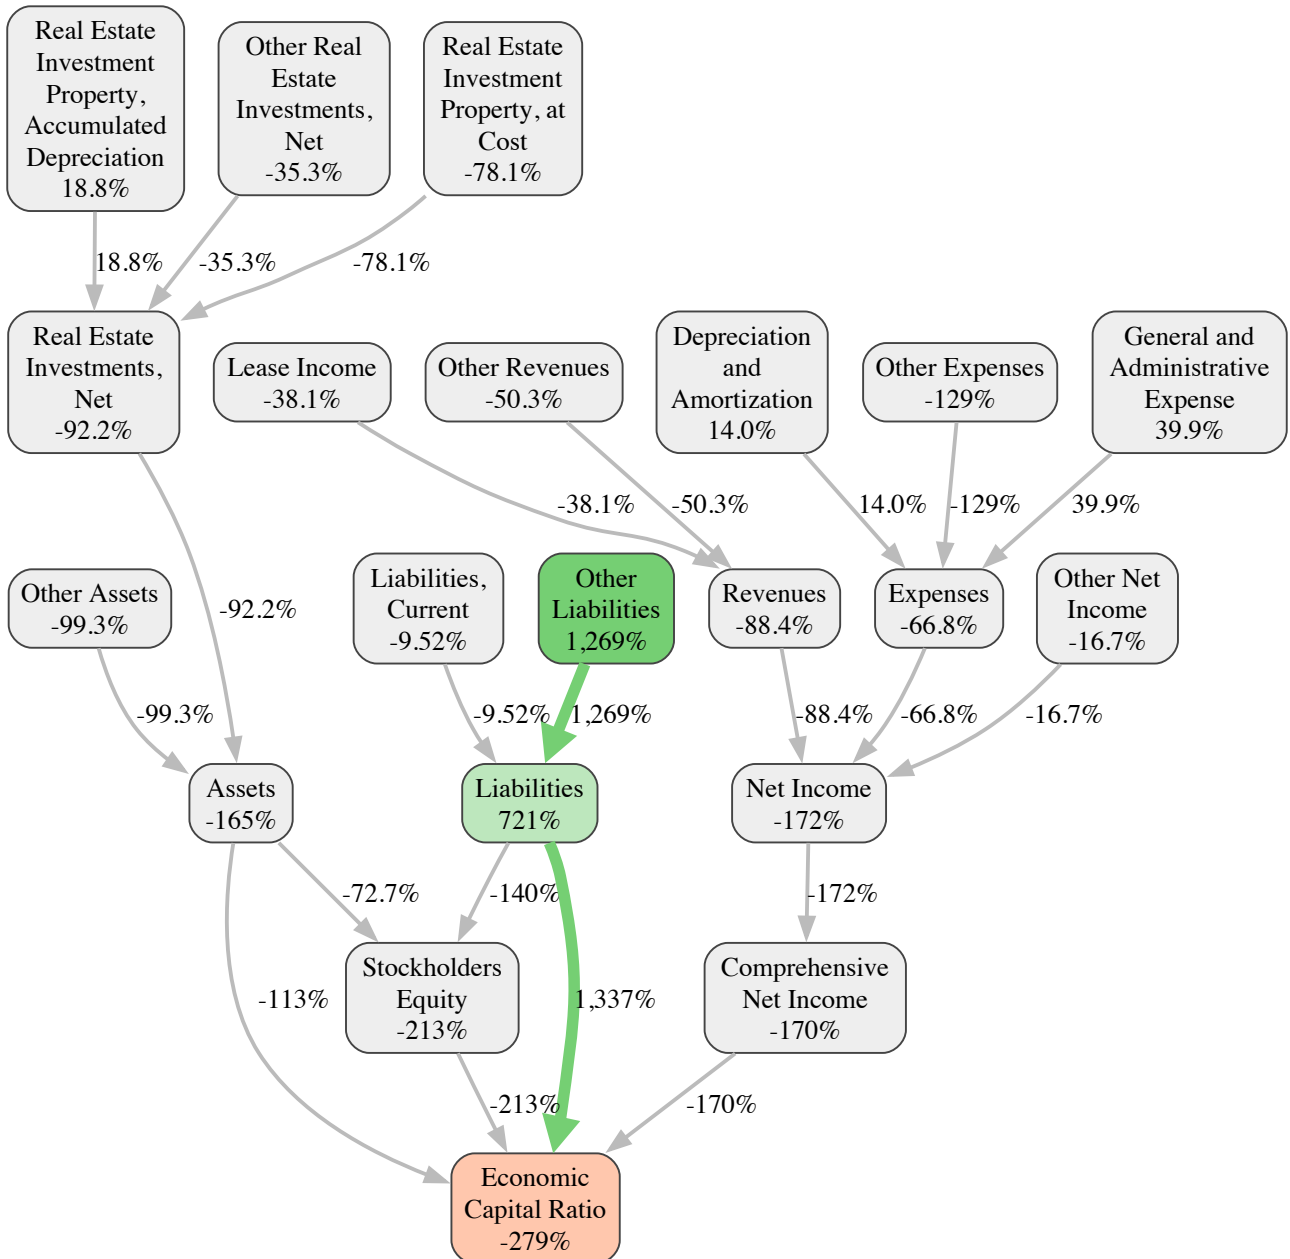 Real Estate
Investment
Property,
Accumulated
Depreciation
18.8%
Other Real
Estate
Investments,
Net
-35.3%
Real Estate
Investment
Property, at
Cost
-78.1%
18.8%
-35.3%
-78.1%
Real Estate
Investments,
Net
-92.2%
Lease Income
-38.1%
Other Revenues
-50.3%
Depreciation
and
Amortization
14.0%
Other Expenses
-129%
General and
Administrative
Expense
39.9%
-38.1%
-50.3%
14.0%
-129%
39.9%
Other Assets
-99.3%
-92.2%
Liabilities,
Current
-9.52%
Other
Liabilities
1,269%
Revenues
-88.4%
Expenses
-66.8%
Other Net
Income
-16.7%
-99.3%
-9.52%
1,269%
-88.4%
-66.8%
-16.7%
Assets
-165%
Liabilities
721%
Net Income
-172%
-72.7%
-140%
-172%
-113%
Stockholders
Equity
-213%
1,337%
Comprehensive
Net Income
-170%
-213%
-170%
Economic
Capital Ratio
-279%